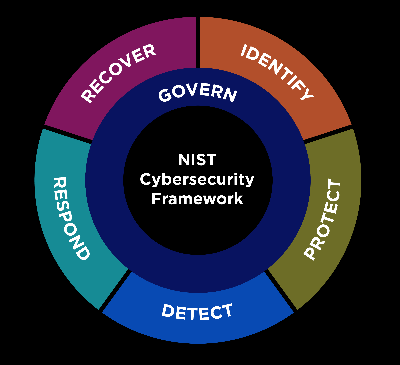 RECOVER
IDENTIFY
GOVERN
NIST
Cybersecurity
Framework
RESPOND
PROTECT
DETECT